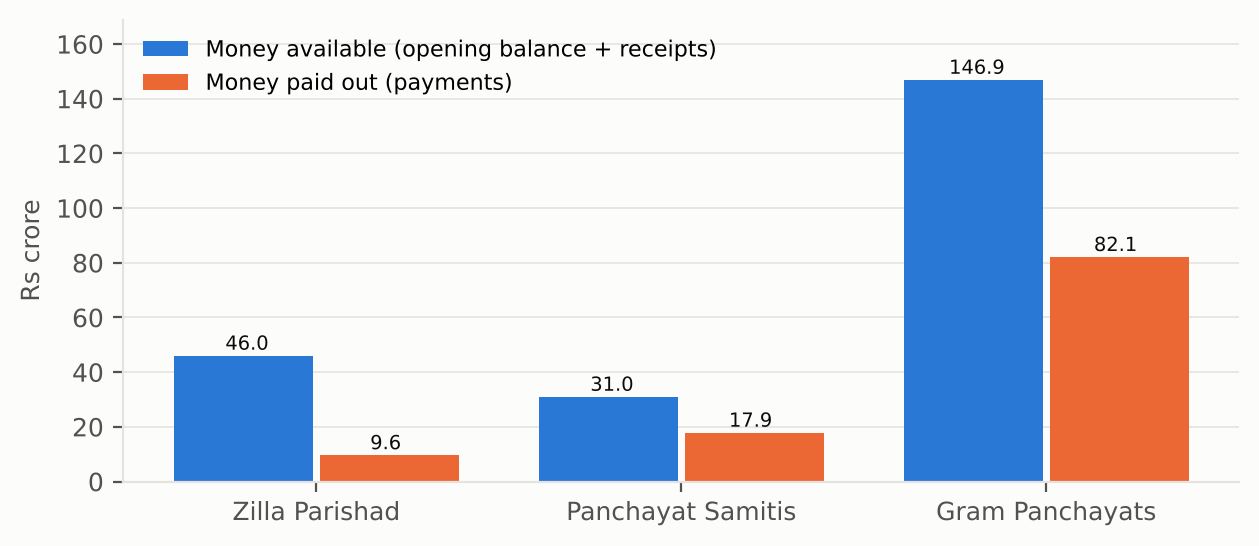 Rs crore
160
140
120
100
80
60
40
20
0
Money available (opening balance + receipts)
Money paid out (payments)
46.0
9.6
31.0
17.9
146.9
82.1
Zilla Parishad
Panchayat Samitis
Gram Panchayats